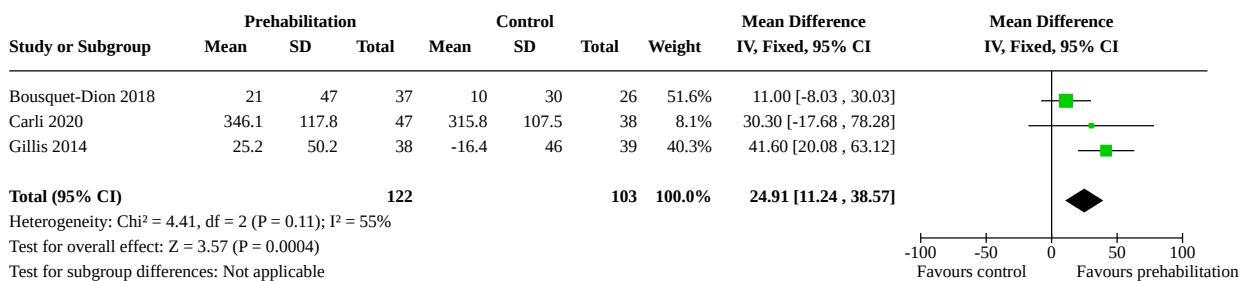 Prehabilitation Control Mean Difference Mean Difference
Study or Subgroup Mean SD Total Mean SD Total Weight IV, Fixed, 95% CI IV, Fixed, 95% CI
Bousquet-Dion 2018 21 47 37 10 30 26 51.6% 11.00 [-8.03 , 30.03]
Carli 2020 346.1 117.8 47 315.8 107.5 38 8.1% 30.30 [-17.68 , 78.28]
Gillis 2014 25.2 50.2 38 -16.4 46 39 40.3% 41.60 [20.08 , 63.12]
Total (95% CI) 122 103 100.0% 24.91 [11.24 , 38.57]
Heterogeneity: Chi² = 4.41, df = 2 (P = 0.11); I² = 55%
Test for overall effect: Z = 3.57 (P = 0.0004)
Test for subgroup differences: Not applicable
-100 -50 0 50 100
Favours control Favours prehabilitation